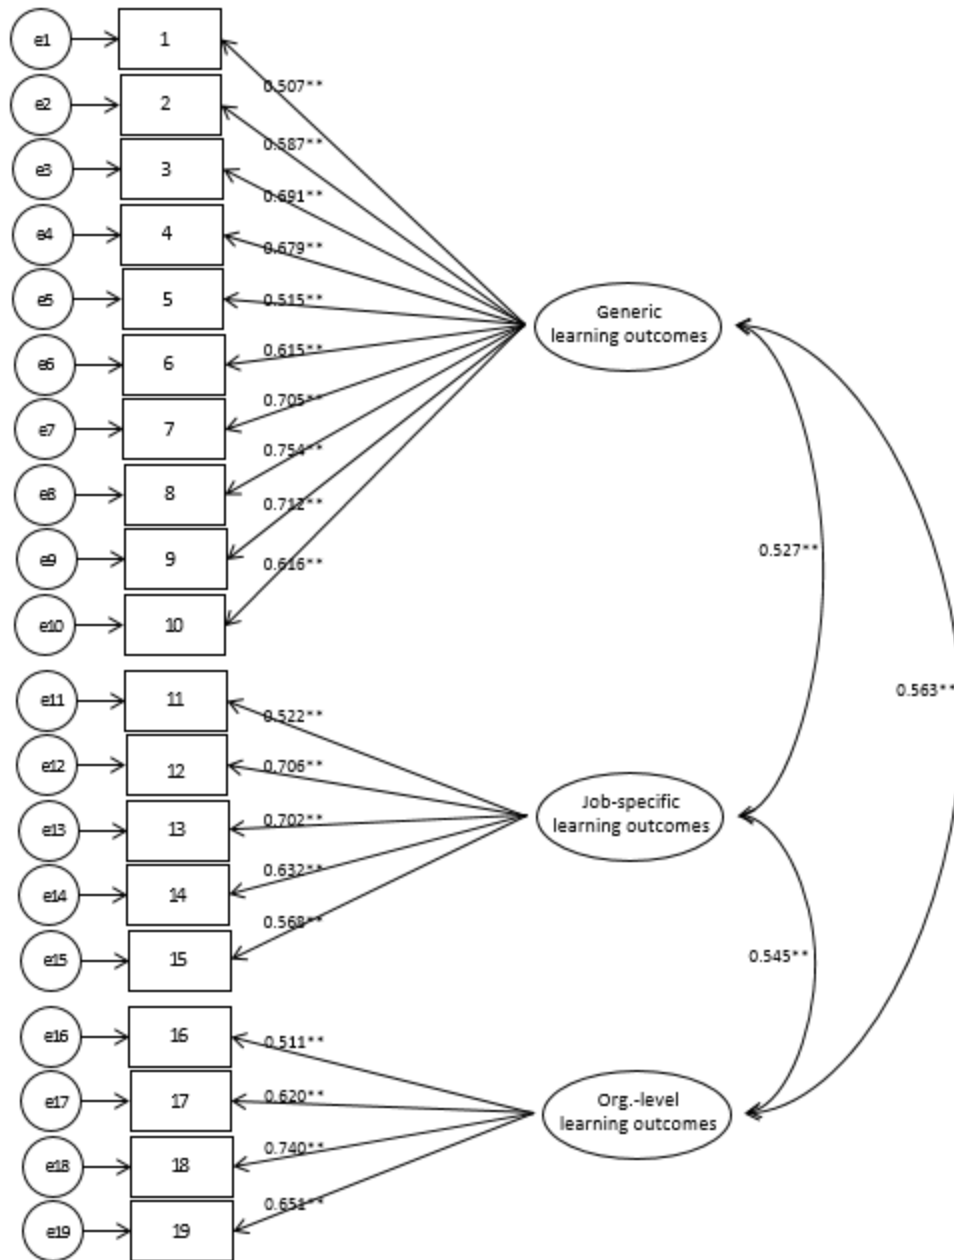 e1 1
0.507**
e2 2
0.587**
e3 3
0.691**
e4 4
0.679**
e5 5
0.515**
Generic
learning outcomes
e6 6
0.615**
e7 7
0.705**
e8 8
0.754**
e9 9
0.712**
e10 10
0.616**
0.527**
0.563**
e11 11
0.522**
e12 12
0.706**
e13 13
0.702**
Job-specific
learning outcomes
e14 14
0.632**
e15 15
0.568**
0.545**
e16 16
0.511**
e17 17
0.620**
Org.-level
learning outcomes
e18 18
0.740**
e19 19
0.651**